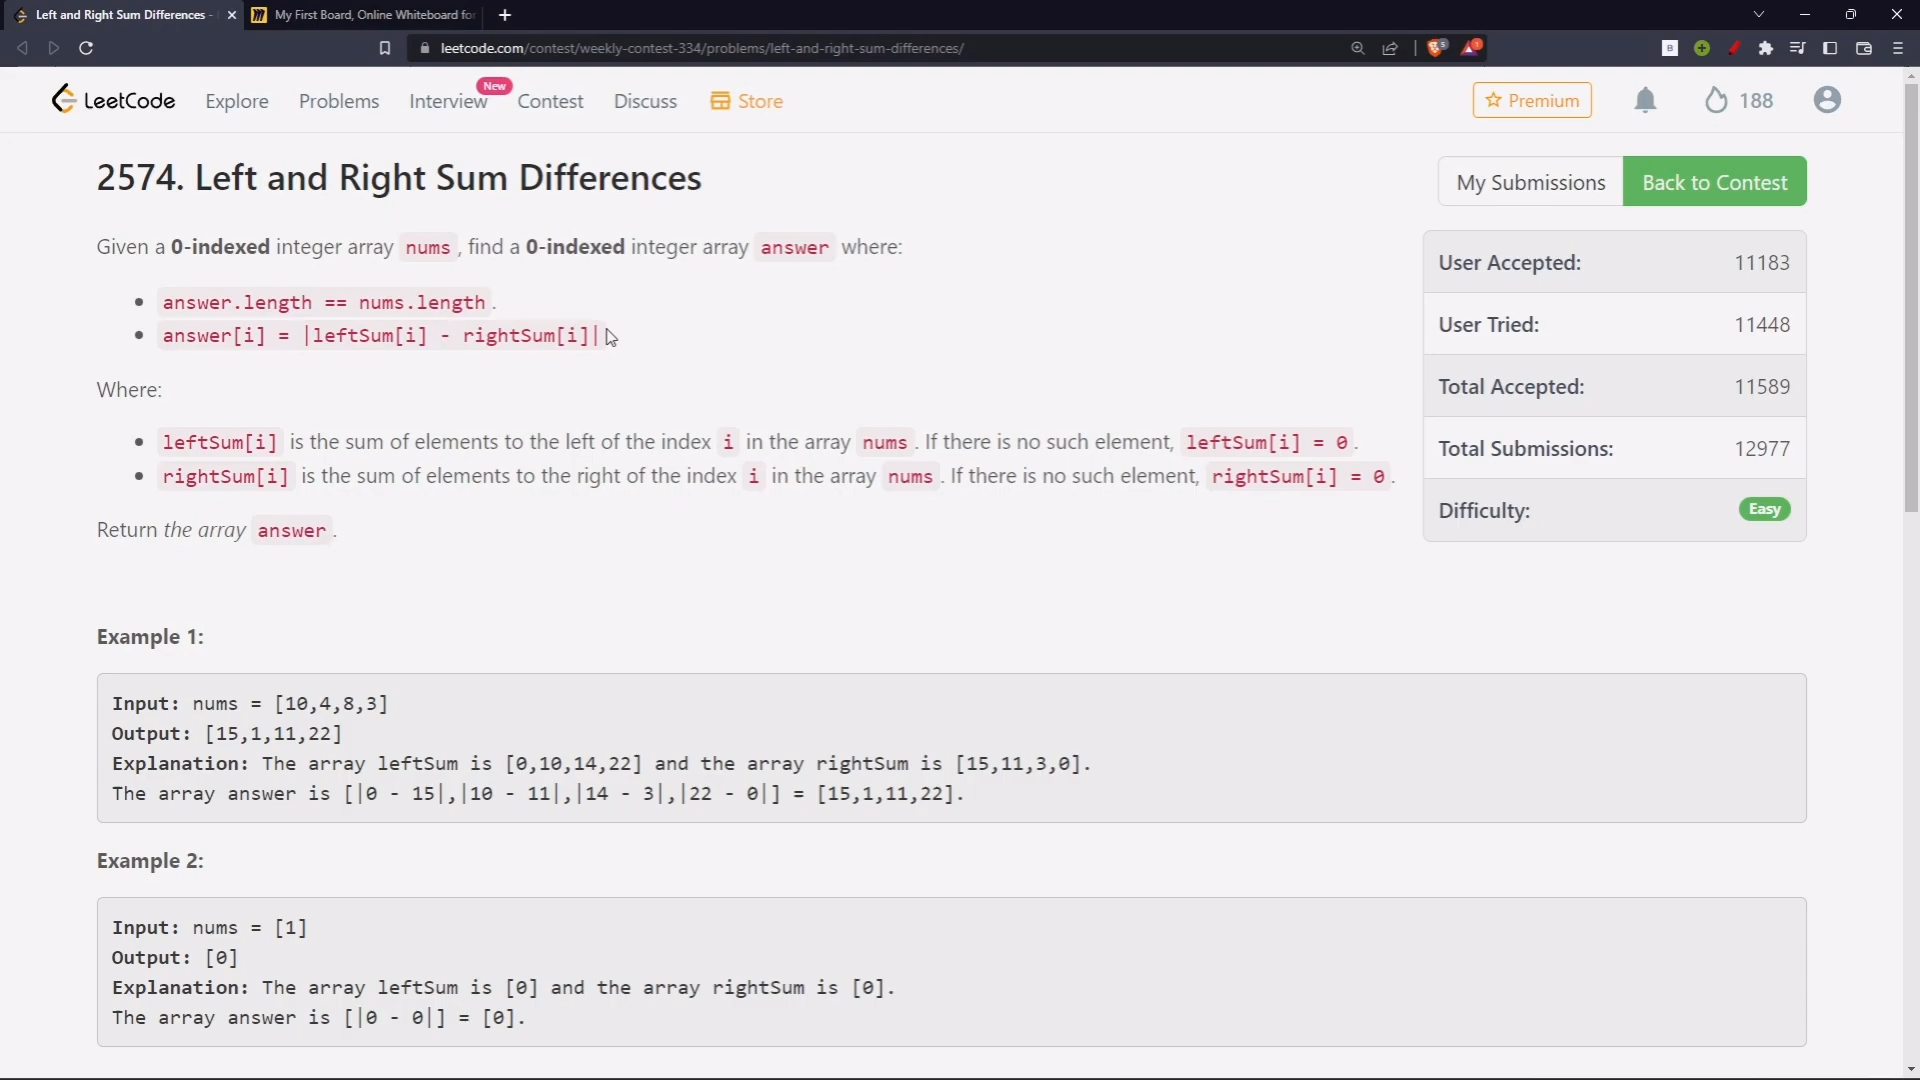 Left and Right Sum Differences -
My First Board, Online Whiteboard for
leetcode.com/contest/weekly-contest-334/problems/left-and-right-sum-differences/
LeetCode Explore Problems Interview New Contest Discuss Store Premium 188
2574. Left and Right Sum Differences
My Submissions Back to Contest
Given a 0-indexed integer array nums, find a 0-indexed integer array answer where:
answer.length == nums.length.
answer[i] = |leftSum[i] - rightSum[i]|
Where:
leftSum[i] is the sum of elements to the left of the index i in the array nums. If there is no such element, leftSum[i] = 0.
rightSum[i] is the sum of elements to the right of the index i in the array nums. If there is no such element, rightSum[i] = 0.
Return the array answer.
User Accepted: 11183
User Tried: 11448
Total Accepted: 11589
Total Submissions: 12977
Difficulty: Easy
Example 1:
Input: nums = [10,4,8,3]
Output: [15,1,11,22]
Explanation: The array leftSum is [0,10,14,22] and the array rightSum is [15,11,3,0].
The array answer is [|0 - 15|,|10 - 11|,|14 - 3|,|22 - 0|] = [15,1,11,22].
Example 2:
Input: nums = [1]
Output: [0]
Explanation: The array leftSum is [0] and the array rightSum is [0].
The array answer is [|0 - 0|] = [0].